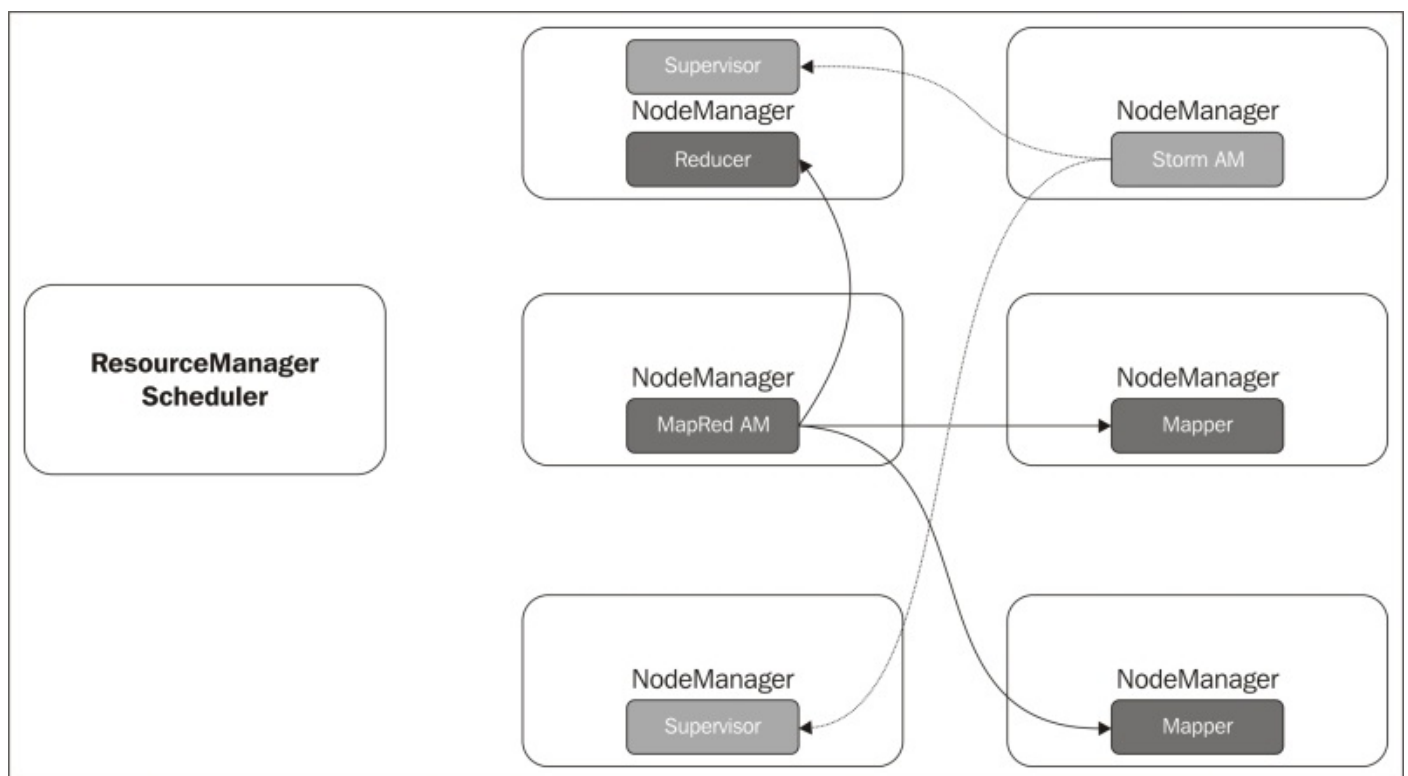 Supervisor
NodeManager
Reducer
NodeManager
Storm AM
ResourceManager
Scheduler
NodeManager
MapRed AM
NodeManager
Mapper
NodeManager
Supervisor
NodeManager
Mapper